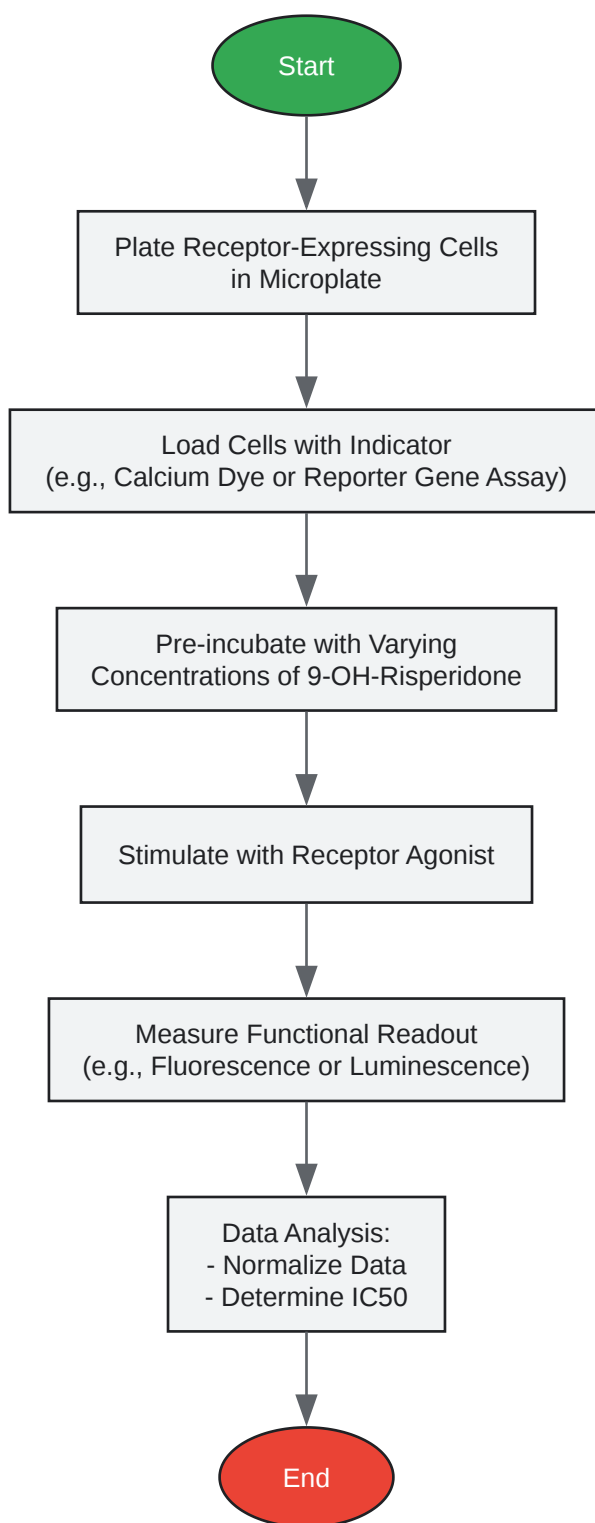 Start
Plate Receptor-Expressing Cells
in Microplate
Load Cells with Indicator
(e.g., Calcium Dye or Reporter Gene Assay)
Pre-incubate with Varying
Concentrations of 9-OH-Risperidone
Stimulate with Receptor Agonist
Measure Functional Readout
(e.g., Fluorescence or Luminescence)
Data Analysis:
- Normalize Data
- Determine IC50
End